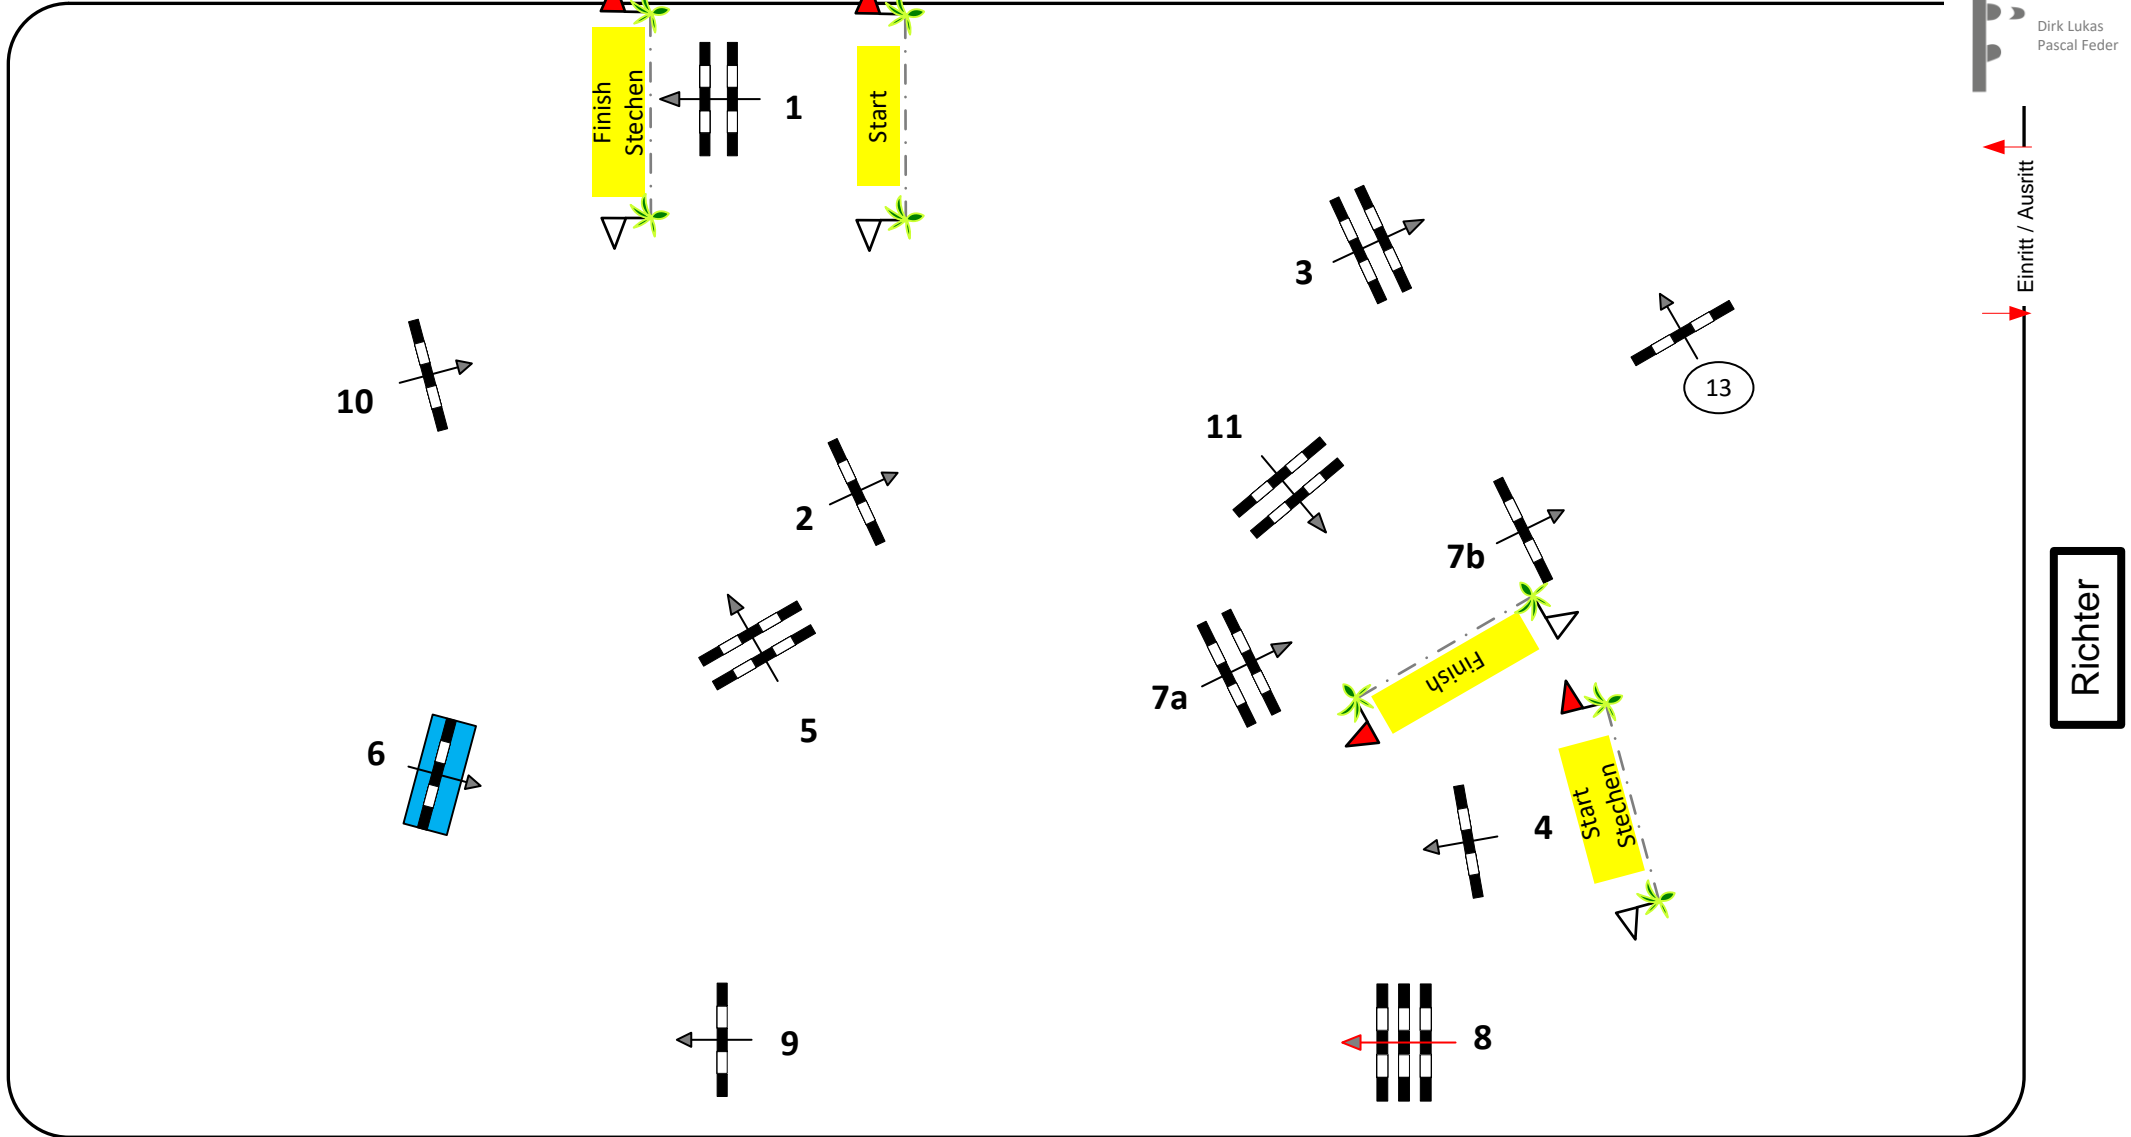 Dirk Lukas
Pascal Feder
Finish
Stechen
1
Start
Einritt / Ausritt
3
13
10
11
2
7b
Finish
7a
5
6
Richter
4
Start
Stechen
9
8